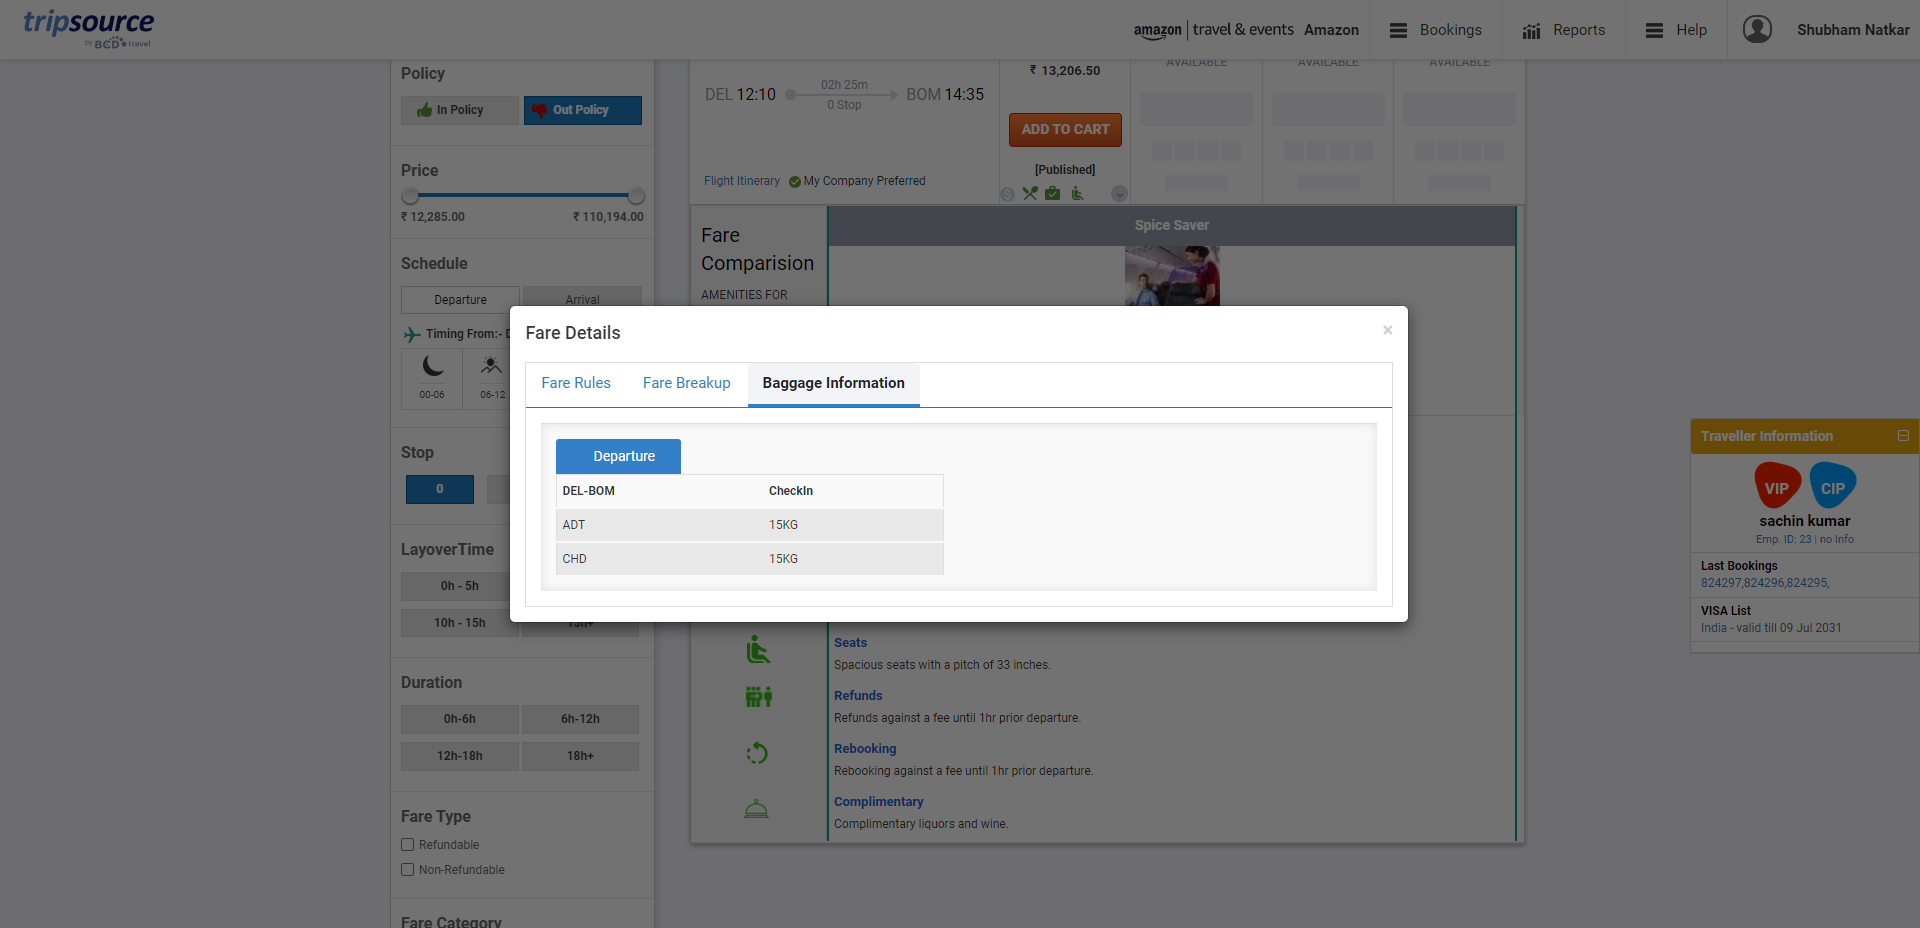 tripsource
by BCD travel
amazon | travel & events Amazon
Bookings
Reports
Help
Shubham Natkar
Policy
In Policy
Out Policy
Price
₹ 12,285.00
₹ 110,194.00
Schedule
Departure
Arrival
Timing From:- D
00-06
06-12
Stop
0
LayoverTime
0h - 5h
10h - 15h
15h+
Duration
0h-6h
6h-12h
12h-18h
18h+
Fare Type
Refundable
Non-Refundable
Fare Category
DEL 12:10
02h 25m
0 Stop
BOM 14:35
Flight Itinerary
My Company Preferred
₹ 13,206.50
ADD TO CART
[Published]
AVAILABLE
AVAILABLE
AVAILABLE
Fare
Comparision
AMENITIES FOR
Spice Saver
Fare Details
×
Fare Rules
Fare Breakup
Baggage Information
Departure
DEL-BOM CheckIn
ADT 15KG
CHD 15KG
Seats
Spacious seats with a pitch of 33 inches.
Refunds
Refunds against a fee until 1hr prior departure.
Rebooking
Rebooking against a fee until 1hr prior departure.
Complimentary
Complimentary liquors and wine.
Traveller Information
VIP
CIP
sachin kumar
Emp. ID: 23 | no Info
Last Bookings
824297,824296,824295,
VISA List
India - valid till 09 Jul 2031